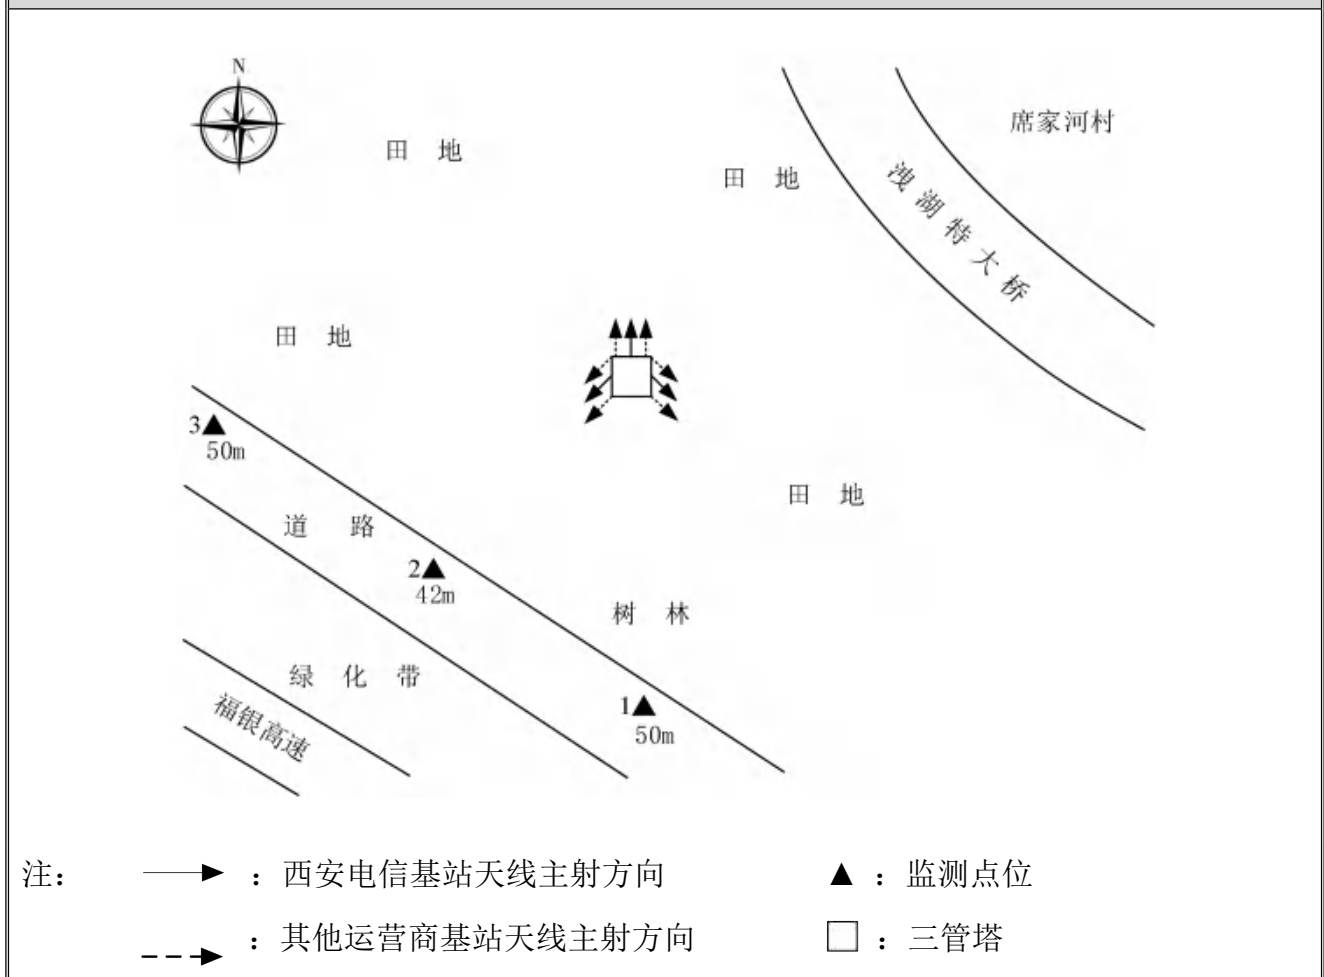 N
席家河村
田 地
田 地
洩湖特大桥
田 地
3▲
50m
田 地
道 路
2▲
42m
树 林
绿 化 带
1▲
50m
福银高速
注： ：西安电信基站天线主射方向 ▲ ：监测点位
：其他运营商基站天线主射方向 □ ：三管塔